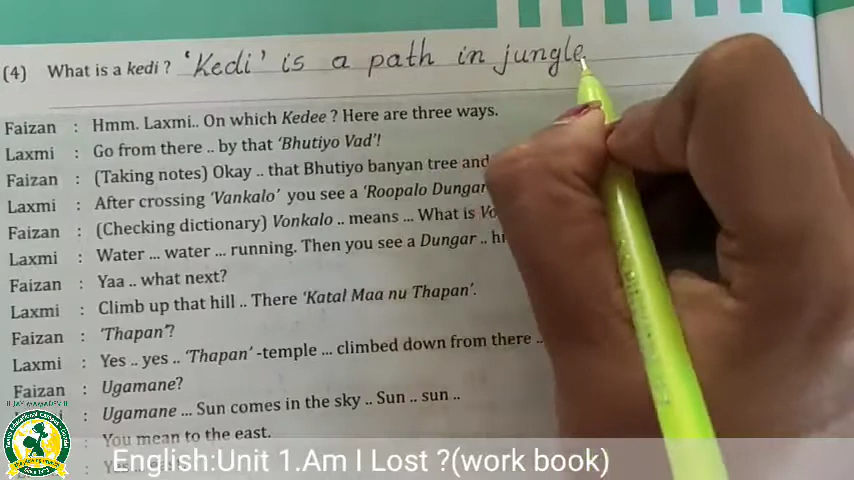 (4) What is a kedi ? 'Kedi' is a path in jungle
Faizan : Hmm. Laxmi.. On which Kedee ? Here are three ways.
Laxmi : Go from there .. by that 'Bhutiyo Vad'!
Faizan : (Taking notes) Okay .. that Bhutiyo banyan tree and
Laxmi : After crossing 'Vankalo' you see a 'Roopalo Dungar
Faizan : (Checking dictionary) Vonkalo .. means ... What is
Laxmi : Water ... water ... running. Then you see a Dungar ..
Faizan : Yaa .. what next?
Laxmi : Climb up that hill .. There 'Katal Maa nu Thapan'.
Faizan : 'Thapan'?
Laxmi : Yes .. yes .. 'Thapan' -temple ... climbed down from there ..
Faizan : Ugamane?
: Ugamane ... Sun comes in the sky .. Sun .. sun ..
: You mean to the east.
English:Unit 1.Am I Lost ?(work book)